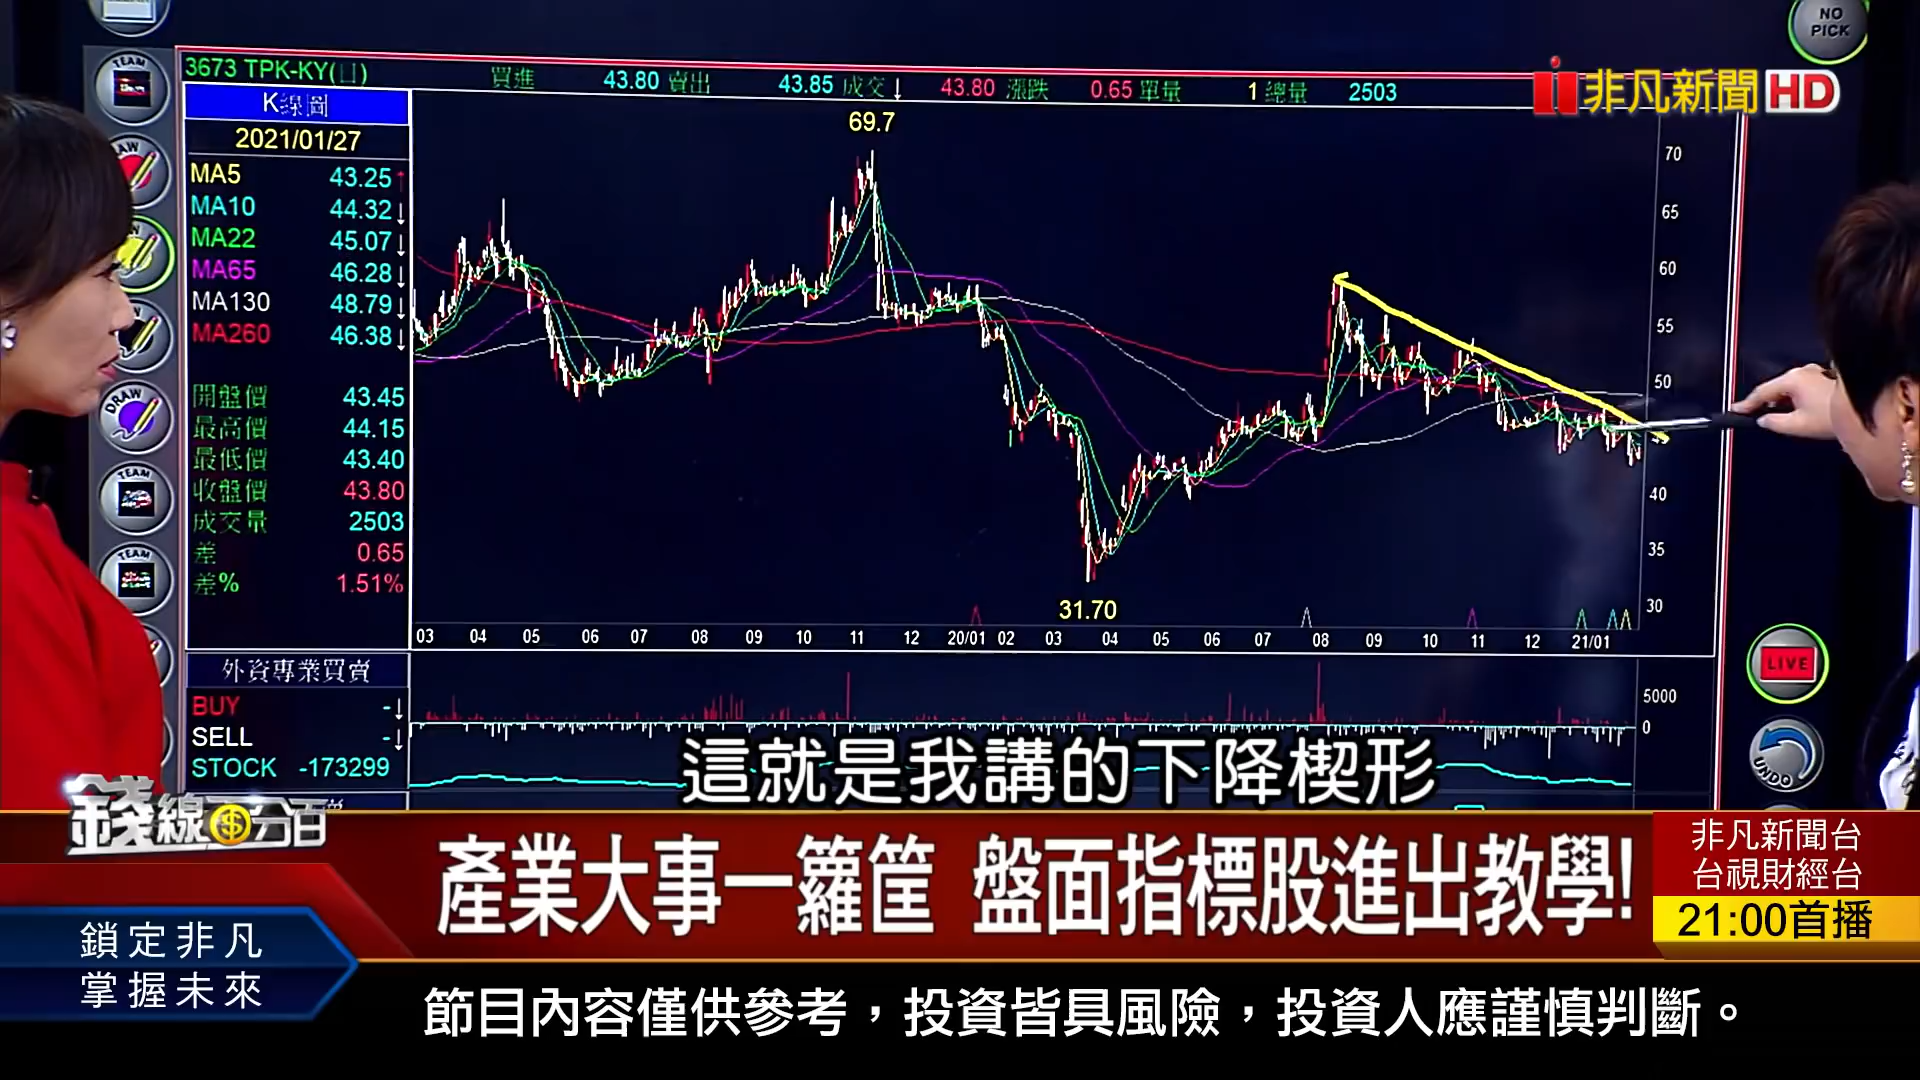 NO
PICK
TEAM
3673 TPK-KY(日) 買進 43.80 賣出 43.85 成交↓ 43.80 漲跌 0.65 單量 1 總量 2503
非凡新聞 HD
K線圖
2021/01/27
MA5 43.25↑
MA10 44.32↓
MA22 45.07↓
MA65 46.28↓
MA130 48.79↓
MA260 46.38↓
開盤價 43.45
最高價 44.15
最低價 43.40
收盤價 43.80
成交量 2503
差 0.65
差% 1.51%
DRAW
TEAM
TEAM
69.7
31.70
70
65
60
55
50
40
35
30
03 04 05 06 07 08 09 10 11 12 20/01 02 03 04 05 06 07 08 09 10 11 12 21/01
外資專業買賣
BUY -↓
SELL -↓
STOCK -173299
5000
0
LIVE
UNDO
這就是我講的下降楔形
錢線百分百
產業大事一籮筐 盤面指標股進出教學!
非凡新聞台
台視財經台
21:00首播
鎖定非凡
掌握未來
節目內容僅供參考，投資皆具風險，投資人應謹慎判斷。